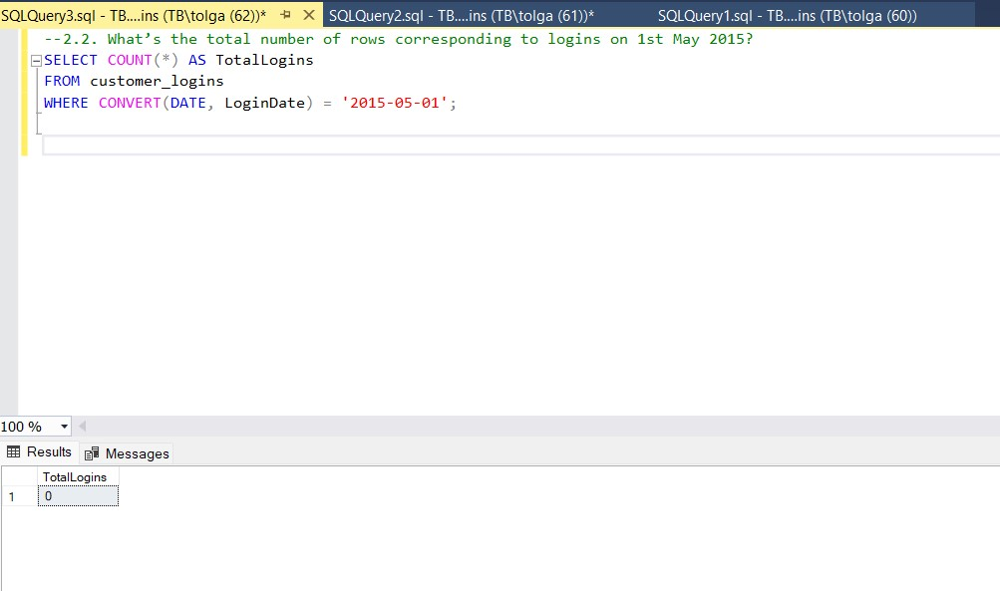 SQLQuery3.sql - TB....ins (TB\tolga (62))* SQLQuery2.sql - TB....ins (TB\tolga (61))* SQLQuery1.sql - TB....ins (TB\tolga (60))
--2.2. What’s the total number of rows corresponding to logins on 1st May 2015?
SELECT COUNT(*) AS TotalLogins
FROM customer_logins
WHERE CONVERT(DATE, LoginDate) = '2015-05-01';
100 %
Results Messages
TotalLogins
1 0